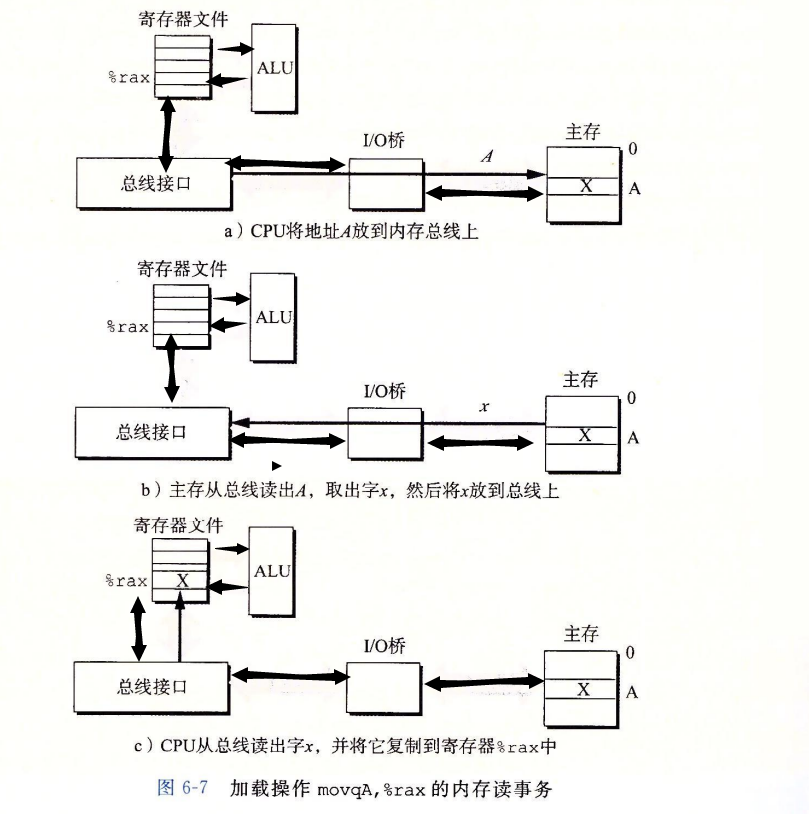 寄存器文件
%rax
ALU
I/O桥
主存
0
A
总线接口
X
A
a）CPU将地址A放到内存总线上
寄存器文件
%rax
ALU
I/O桥
主存
0
x
总线接口
X
A
b）主存从总线读出A，取出字x，然后将x放到总线上
寄存器文件
%rax
X
ALU
I/O桥
主存
0
总线接口
X
A
c）CPU从总线读出字x，并将它复制到寄存器%rax中
图 6-7 加载操作 movqA,%rax 的内存读事务